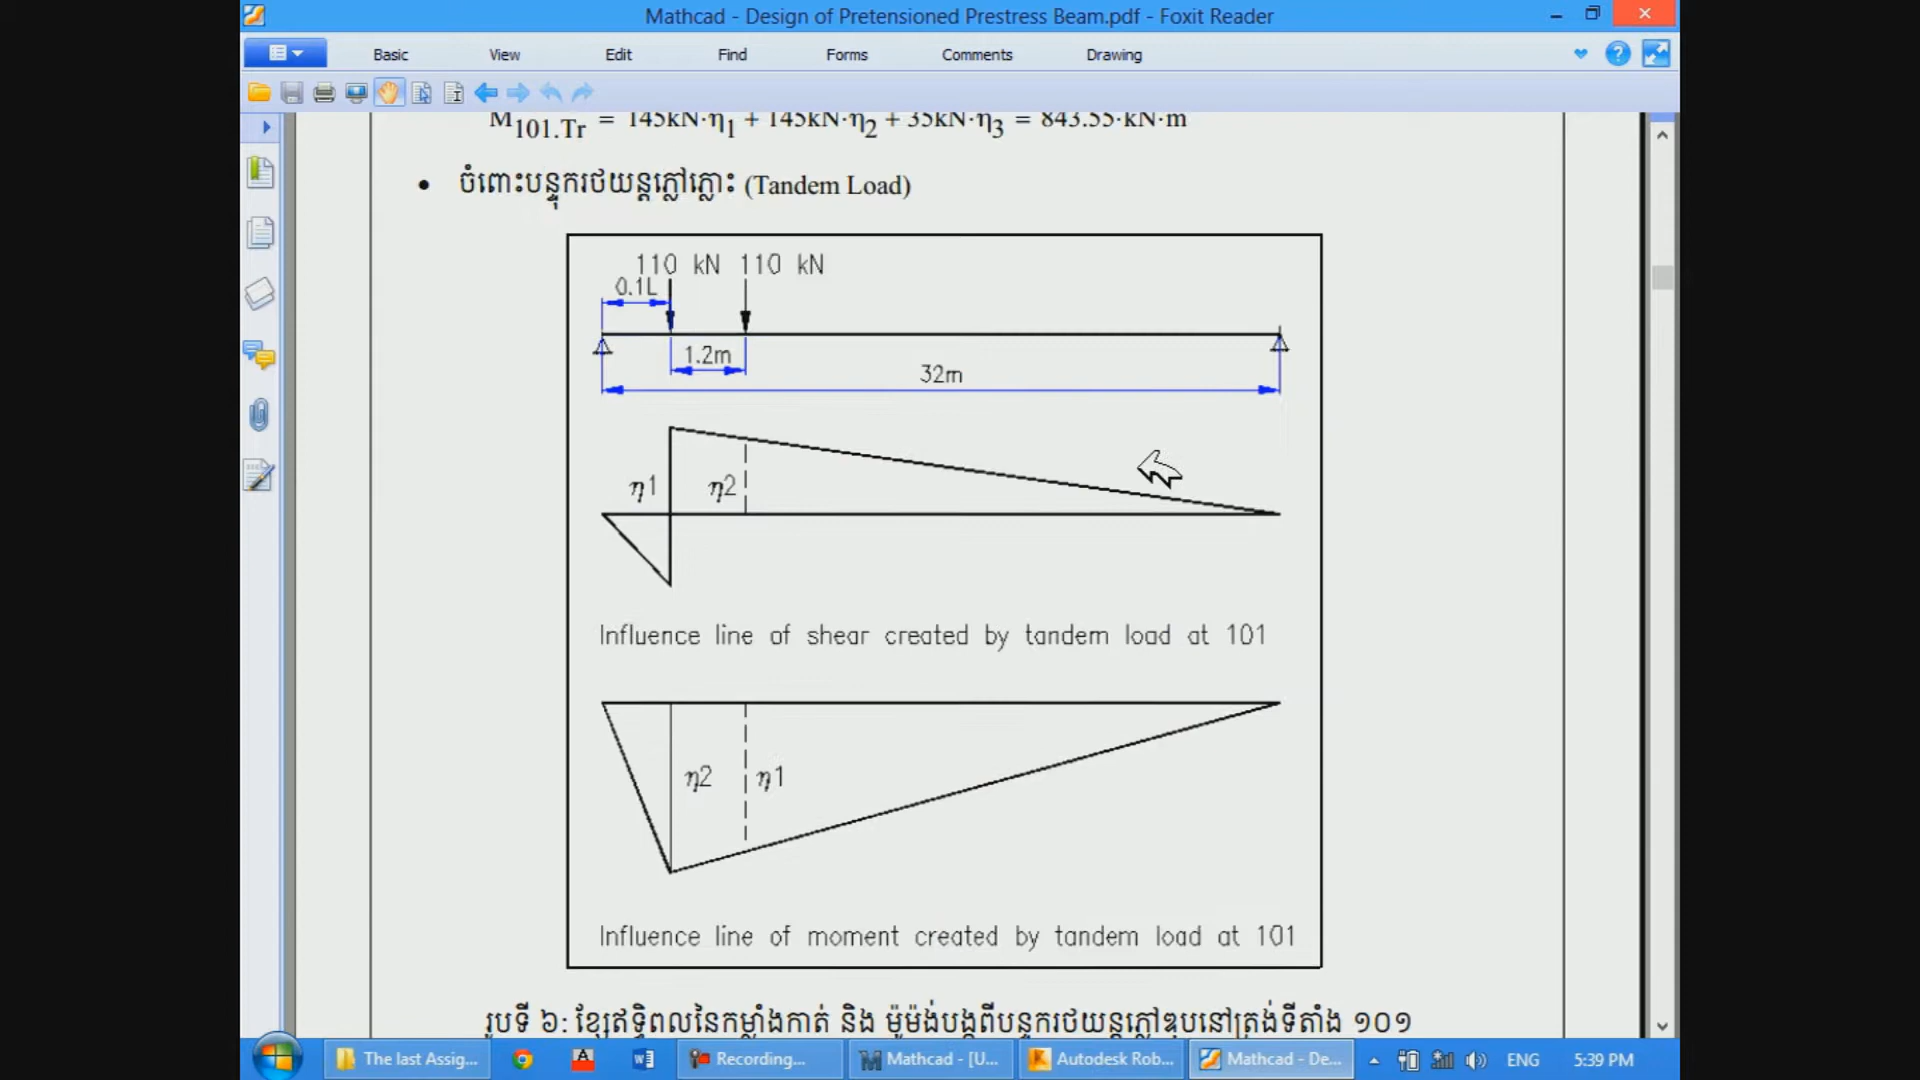 Mathcad - Design of Pretensioned Prestress Beam.pdf - Foxit Reader
Basic View Edit Find Forms Comments Drawing
M101.Tr = 145kN·η1 + 145kN·η2 + 35kN·η3 = 843.55·kN·m
• ចំពោះបន្ទុករថយន្តភ្លៅភ្លោះ (Tandem Load)
110 kN 110 kN
0.1L
1.2m
32m
η1 η2
Influence line of shear created by tandem load at 101
η2 η1
Influence line of moment created by tandem load at 101
រូបទី ៦: ខ្សែឥទ្ធិពលនៃកម្លាំងកាត់ និង ម៉ូម៉ង់បង្កពីបន្ទុករថយន្តភ្លៅឌុបនៅត្រង់ទីតាំង ១០១
The last Assig... Recording... Mathcad - [U... Autodesk Rob... Mathcad - De... ENG 5:39 PM